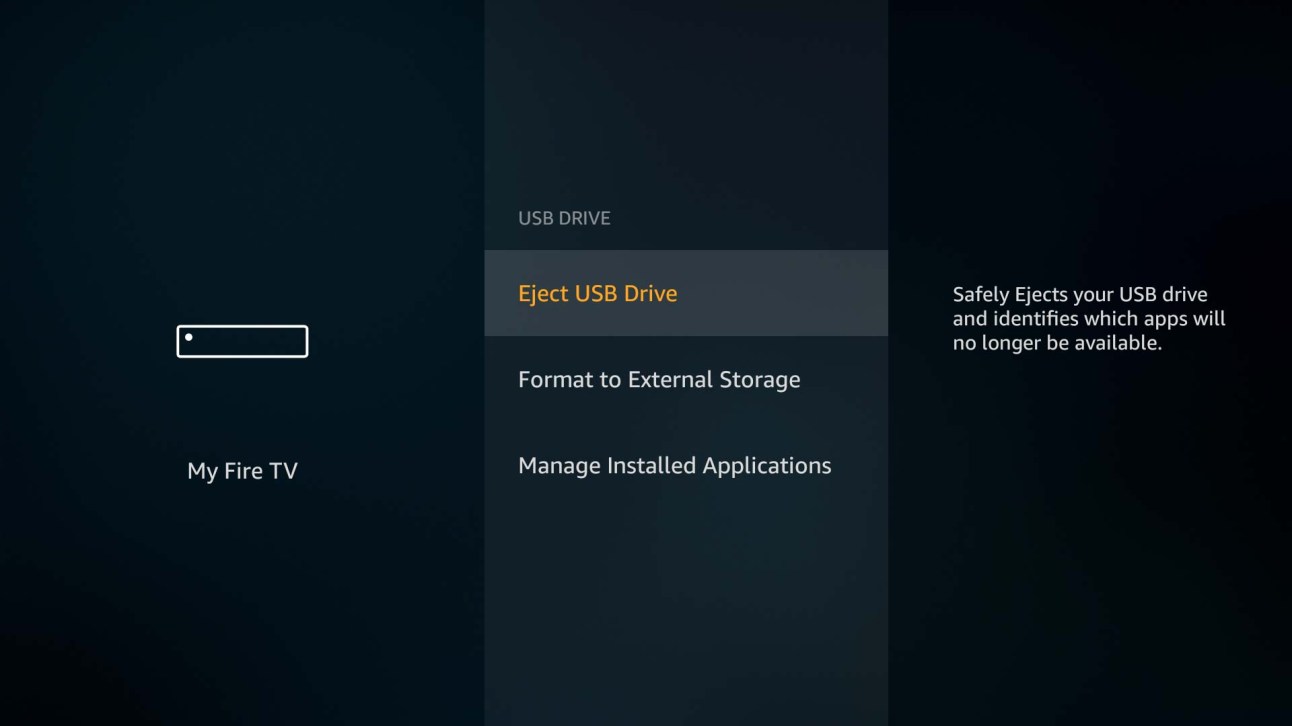 USB DRIVE
Eject USB Drive
Safely Ejects your USB drive
and identifies which apps will
no longer be available.
Format to External Storage
Manage Installed Applications
My Fire TV